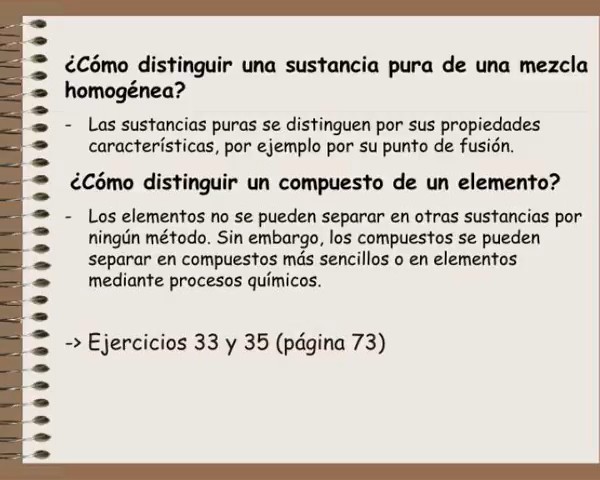 ¿Cómo distinguir una sustancia pura de una mezcla
homogénea?
- Las sustancias puras se distinguen por sus propiedades
características, por ejemplo por su punto de fusión.
¿Cómo distinguir un compuesto de un elemento?
- Los elementos no se pueden separar en otras sustancias por
ningún método. Sin embargo, los compuestos se pueden
separar en compuestos más sencillos o en elementos
mediante procesos químicos.
-> Ejercicios 33 y 35 (página 73)